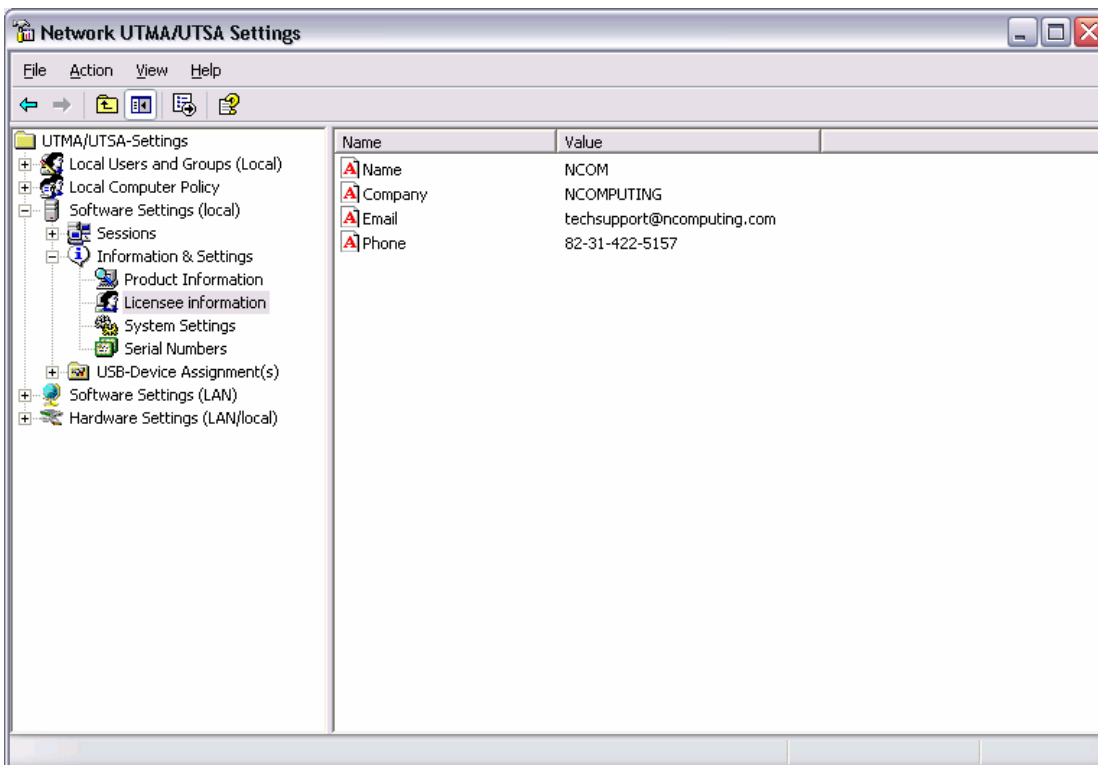 Network UTMA/UTSA Settings
File Action View Help
UTMA/UTSA-Settings
Local Users and Groups (Local)
Local Computer Policy
Software Settings (local)
Sessions
Information & Settings
Product Information
Licensee information
System Settings
Serial Numbers
USB-Device Assignment(s)
Software Settings (LAN)
Hardware Settings (LAN/local)
Name Value
Name NCOM
Company NCOMPUTING
Email techsupport@ncomputing.com
Phone 82-31-422-5157